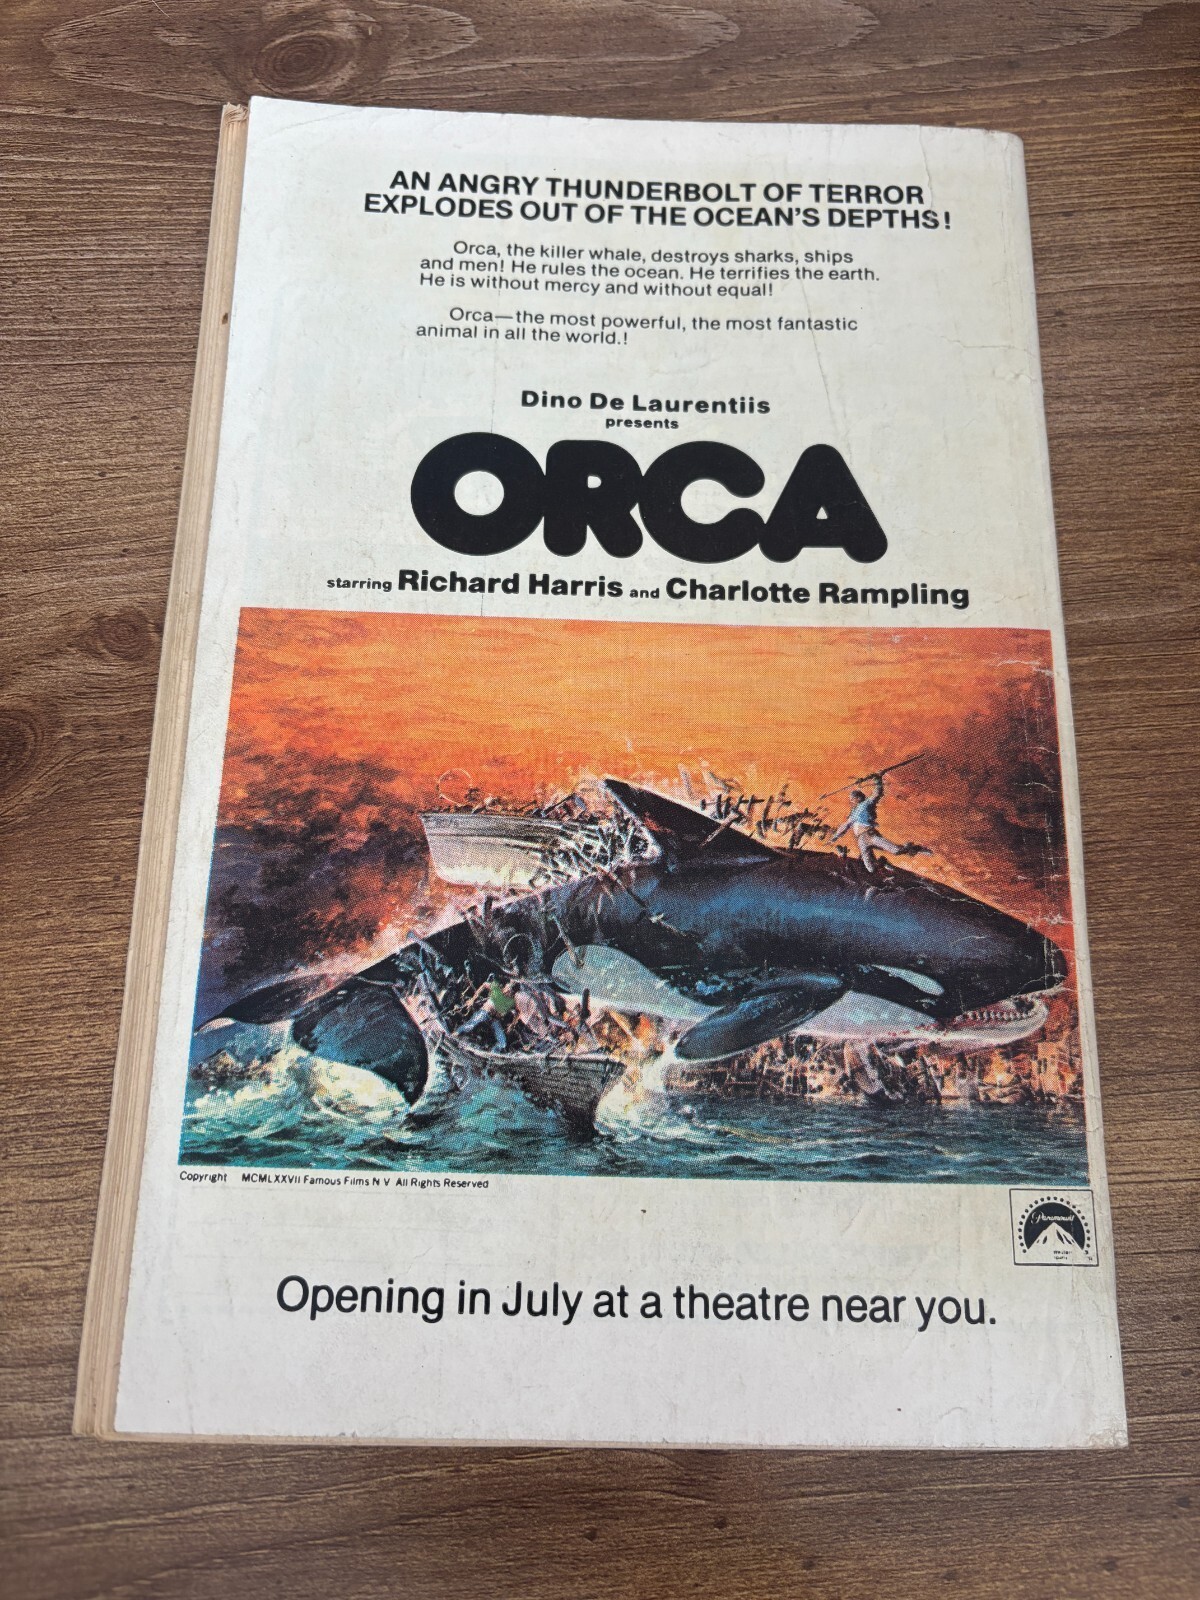 AN ANGRY THUNDERBOLT OF TERROR
EXPLODES OUT OF THE OCEAN'S DEPTHS!
Orca, the killer whale, destroys sharks, ships
and men! He rules the ocean. He terrifies the earth.
He is without mercy and without equal!
Orca—the most powerful, the most fantastic
animal in all the world.!
Dino De Laurentiis
presents
ORCA
starring Richard Harris and Charlotte Rampling
Copyright MCMLXXVII Famous Films N V All Rights Reserved
Paramount
Opening in July at a theatre near you.